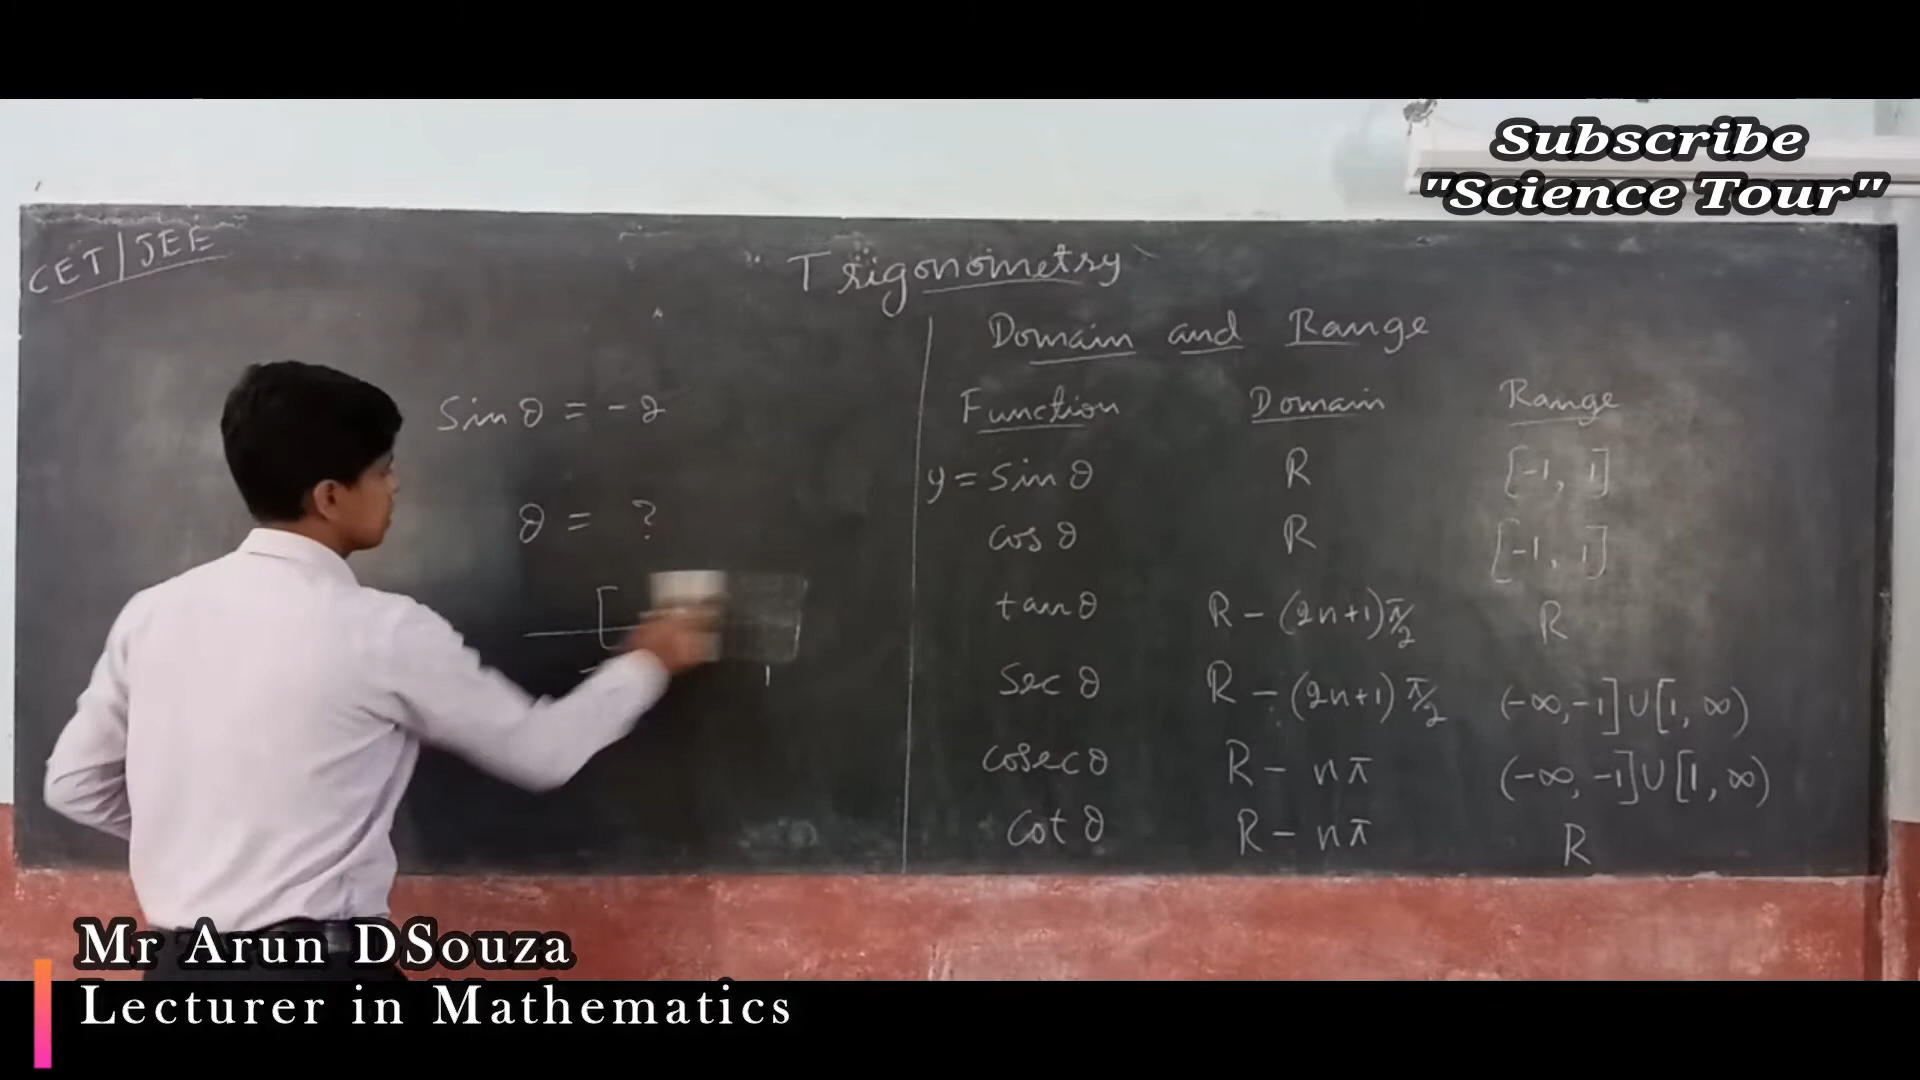 Subscribe
"Science Tour"
CET/JEE
Trigonometry
Sin θ = -2
θ = ?
[
1
Domain and Range
Function Domain Range
y = Sin θ R [-1, 1]
cos θ R [-1, 1]
tan θ R - (2n+1)π/2 R
Sec θ R - (2n+1)π/2 (-∞,-1]∪[1, ∞)
cosec θ R - nπ (-∞, -1]∪[1, ∞)
Cot θ R - nπ R
Mr Arun DSouza
Lecturer in Mathematics